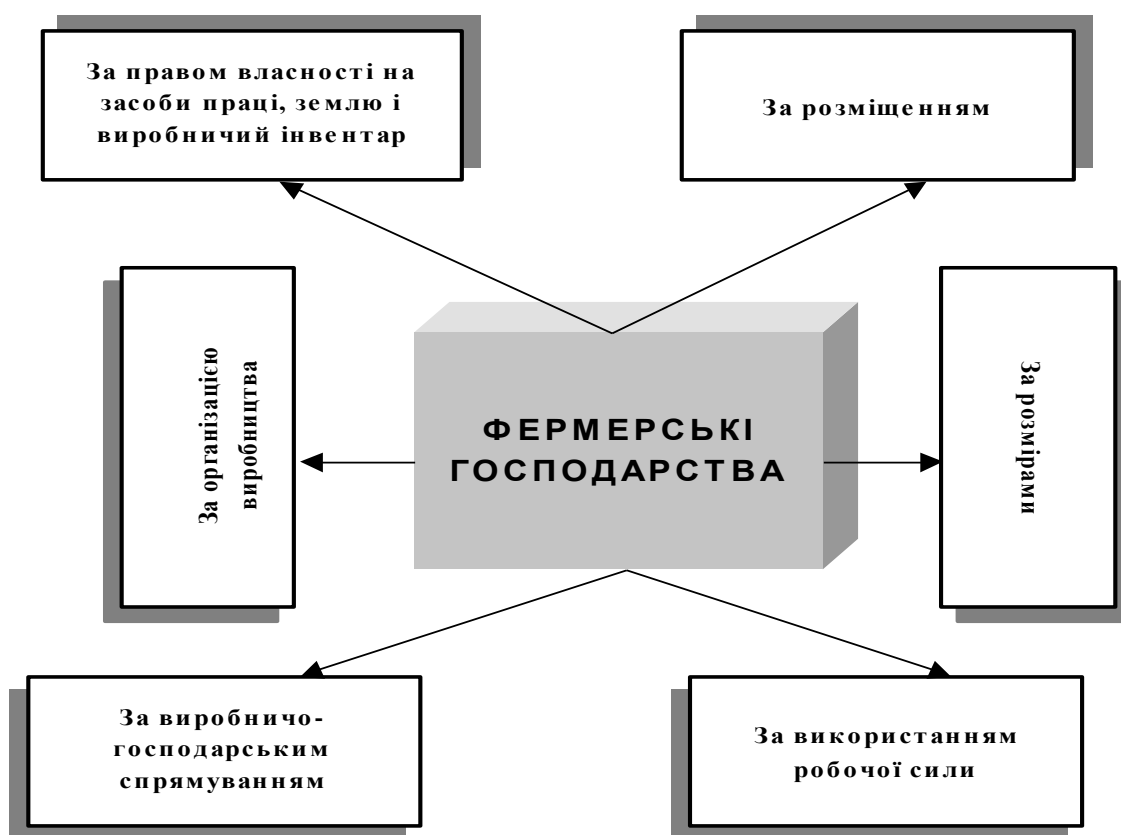 За правом власності на
засоби праці, землю і
виробничий інвентар
За розміщенням
За організацією
виробництва
ФЕРМЕРСЬКІ
ГОСПОДАРСТВА
За розмірами
За виробничо-
господарським
спрямуванням
За використанням
робочої сили